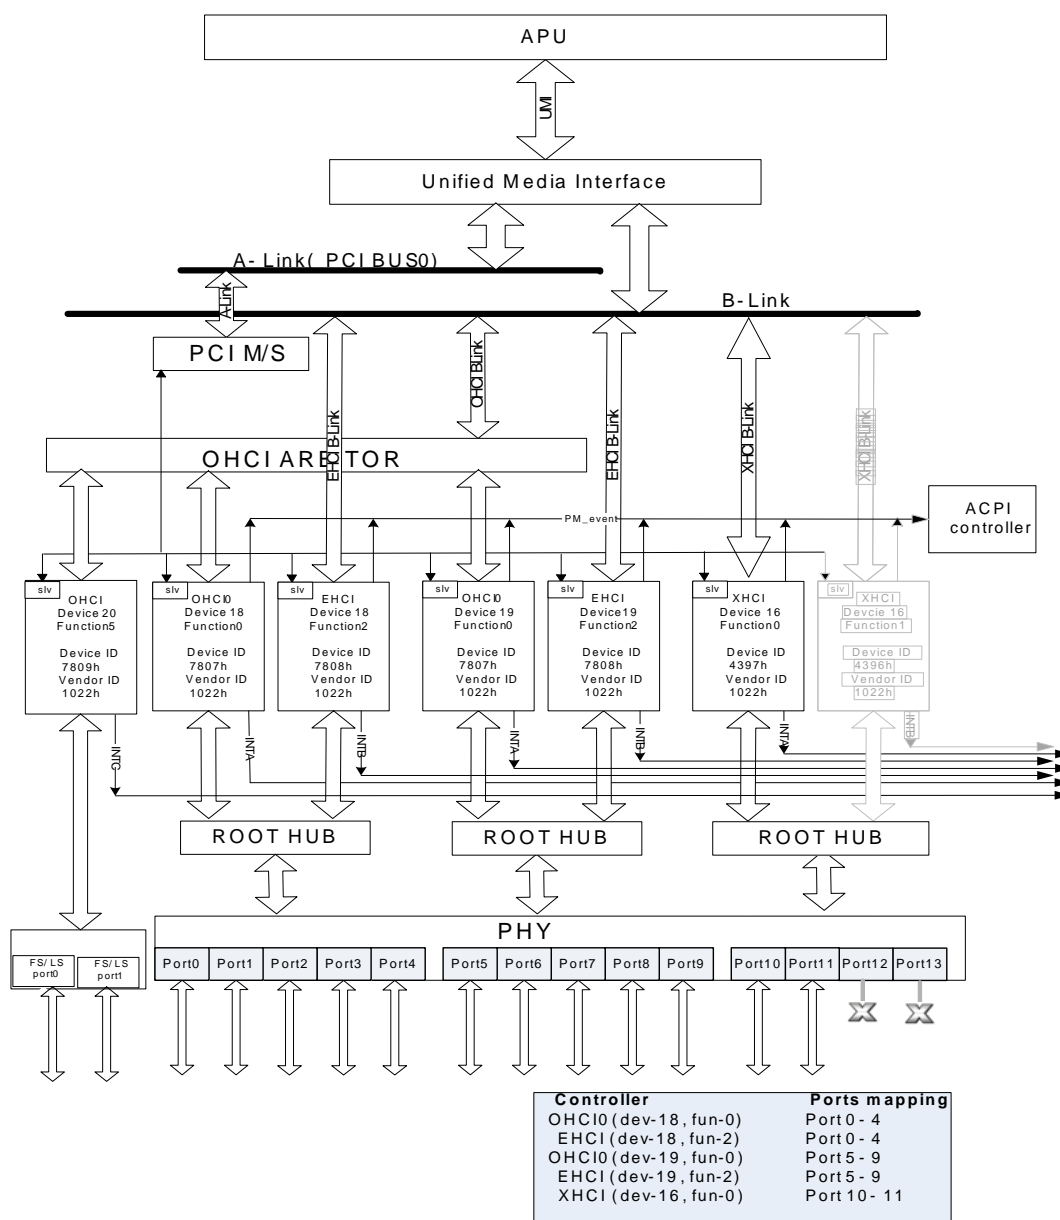 APU
UMI
Unified Media Interface
A- Link( PCI BUS0)
B- Link
A-Link
PCI M/S
EHCI B-Link
OHCI BLink
EHCI B-Link
XHCI B-Link
XHCI B-Link
OHCI ARBITOR
PM_event
ACPI
controller
slv
OHCI
Device 20
Function5
Device ID
7809h
Vendor ID
1022h
slv
OHCI0
Device 18
Function0
Device ID
7807h
Vendor ID
1022h
slv
EHCI
Device 18
Function2
Device ID
7808h
Vendor ID
1022h
slv
OHCI0
Device 19
Function0
Device ID
7807h
Vendor ID
1022h
slv
EHCI
Device19
Function2
Device ID
7808h
Vendor ID
1022h
slv
XHCI
Device 16
Function0
Device ID
4397h
Vendor ID
1022h
slv
XHCI
Devcie 16
Function1
Device ID
4396h
Vendor ID
1022h
INTC
INTA
INTB
INTA
INTB
INTA
INTB
ROOT HUB
ROOT HUB
ROOT HUB
PHY
FS/LS
port0
FS/LS
port1
Port0
Port1
Port2
Port3
Port4
Port5
Port6
Port7
Port8
Port9
Port10
Port11
Port12
Port13
X
X
Controller Ports mapping
OHCI0 (dev-18, fun-0) Port 0 - 4
EHCI (dev-18, fun-2) Port 0 - 4
OHCI0 (dev-19, fun-0) Port 5 - 9
EHCI (dev-19, fun-2) Port 5 - 9
XHCI (dev-16, fun-0) Port 10- 11